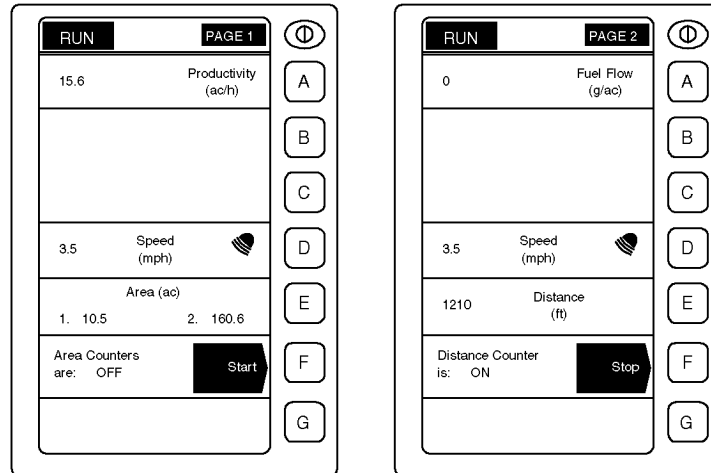 RUN PAGE 1
15.6 Productivity
(ac/h)
3.5 Speed
(mph)
Area (ac)
1. 10.5 2. 160.6
Area Counters
are: OFF
Start
A
B
C
D
E
F
G
RUN PAGE 2
0 Fuel Flow
(g/ac)
3.5 Speed
(mph)
1210 Distance
(ft)
Distance Counter
is: ON
Stop
A
B
C
D
E
F
G